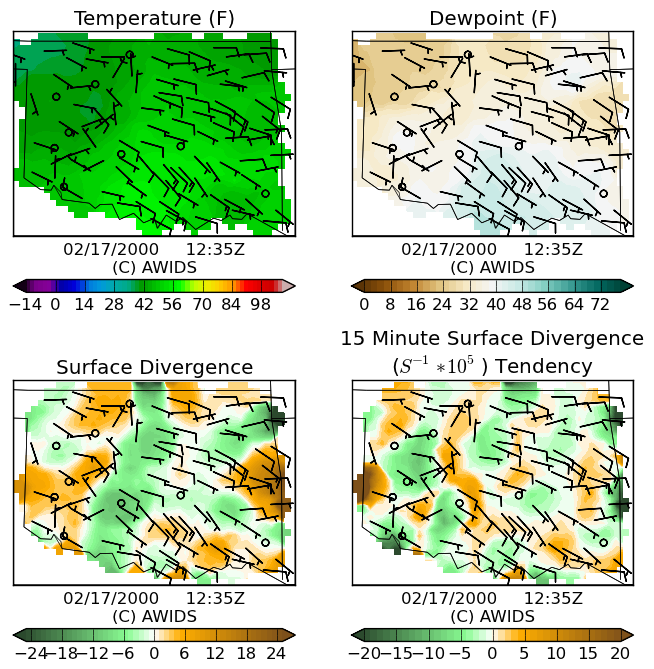 Temperature (F)
Dewpoint (F)
02/17/2000 12:35Z
(C) AWIDS
02/17/2000 12:35Z
(C) AWIDS
−14 0 14 28 42 56 70 84 98
0 8 16 24 32 40 48 56 64 72
Surface Divergence
15 Minute Surface Divergence
(S⁻¹ *10⁵ ) Tendency
02/17/2000 12:35Z
(C) AWIDS
02/17/2000 12:35Z
(C) AWIDS
−24 −18 −12 −6 0 6 12 18 24
−20 −15 −10 −5 0 5 10 15 20